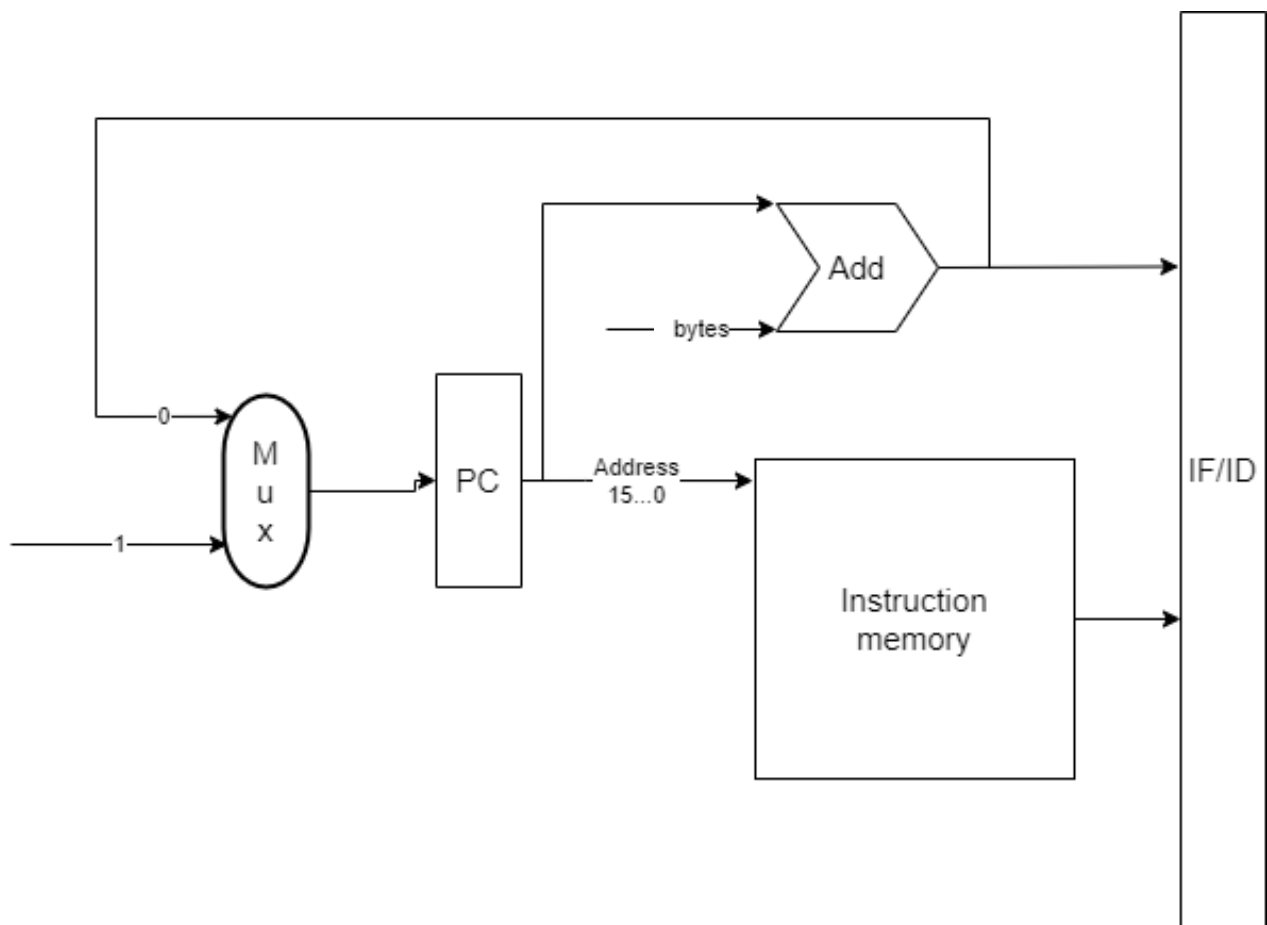 Add
bytes
0
M
u
x
PC
Address
15...0
IF/ID
1
Instruction
memory